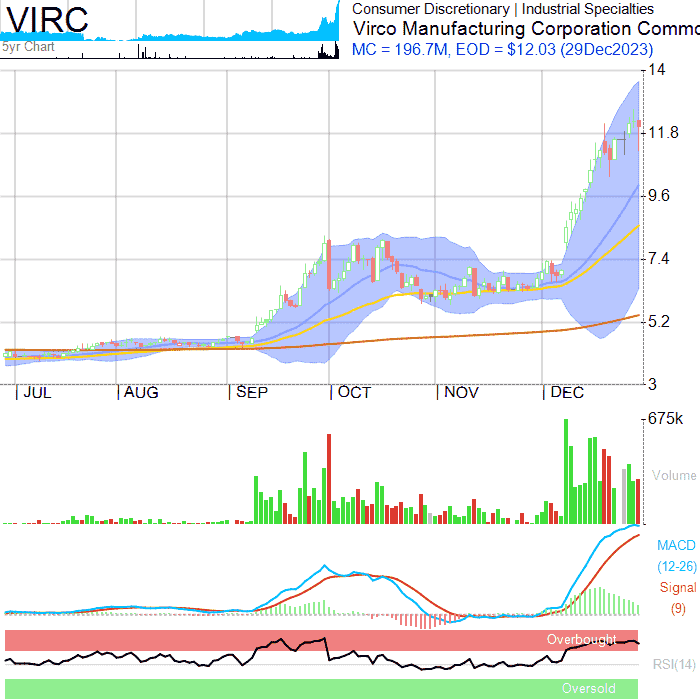 VIRC
5yr Chart
Consumer Discretionary | Industrial Specialties
Virco Manufacturing Corporation Commo
MC = 196.7M, EOD = $12.03 (29Dec2023)
14
11.8
9.6
7.4
5.2
3
JUL AUG SEP OCT NOV DEC
675k
Volume
MACD
(12-26)
Signal
(9)
Overbought
RSI(14)
Oversold